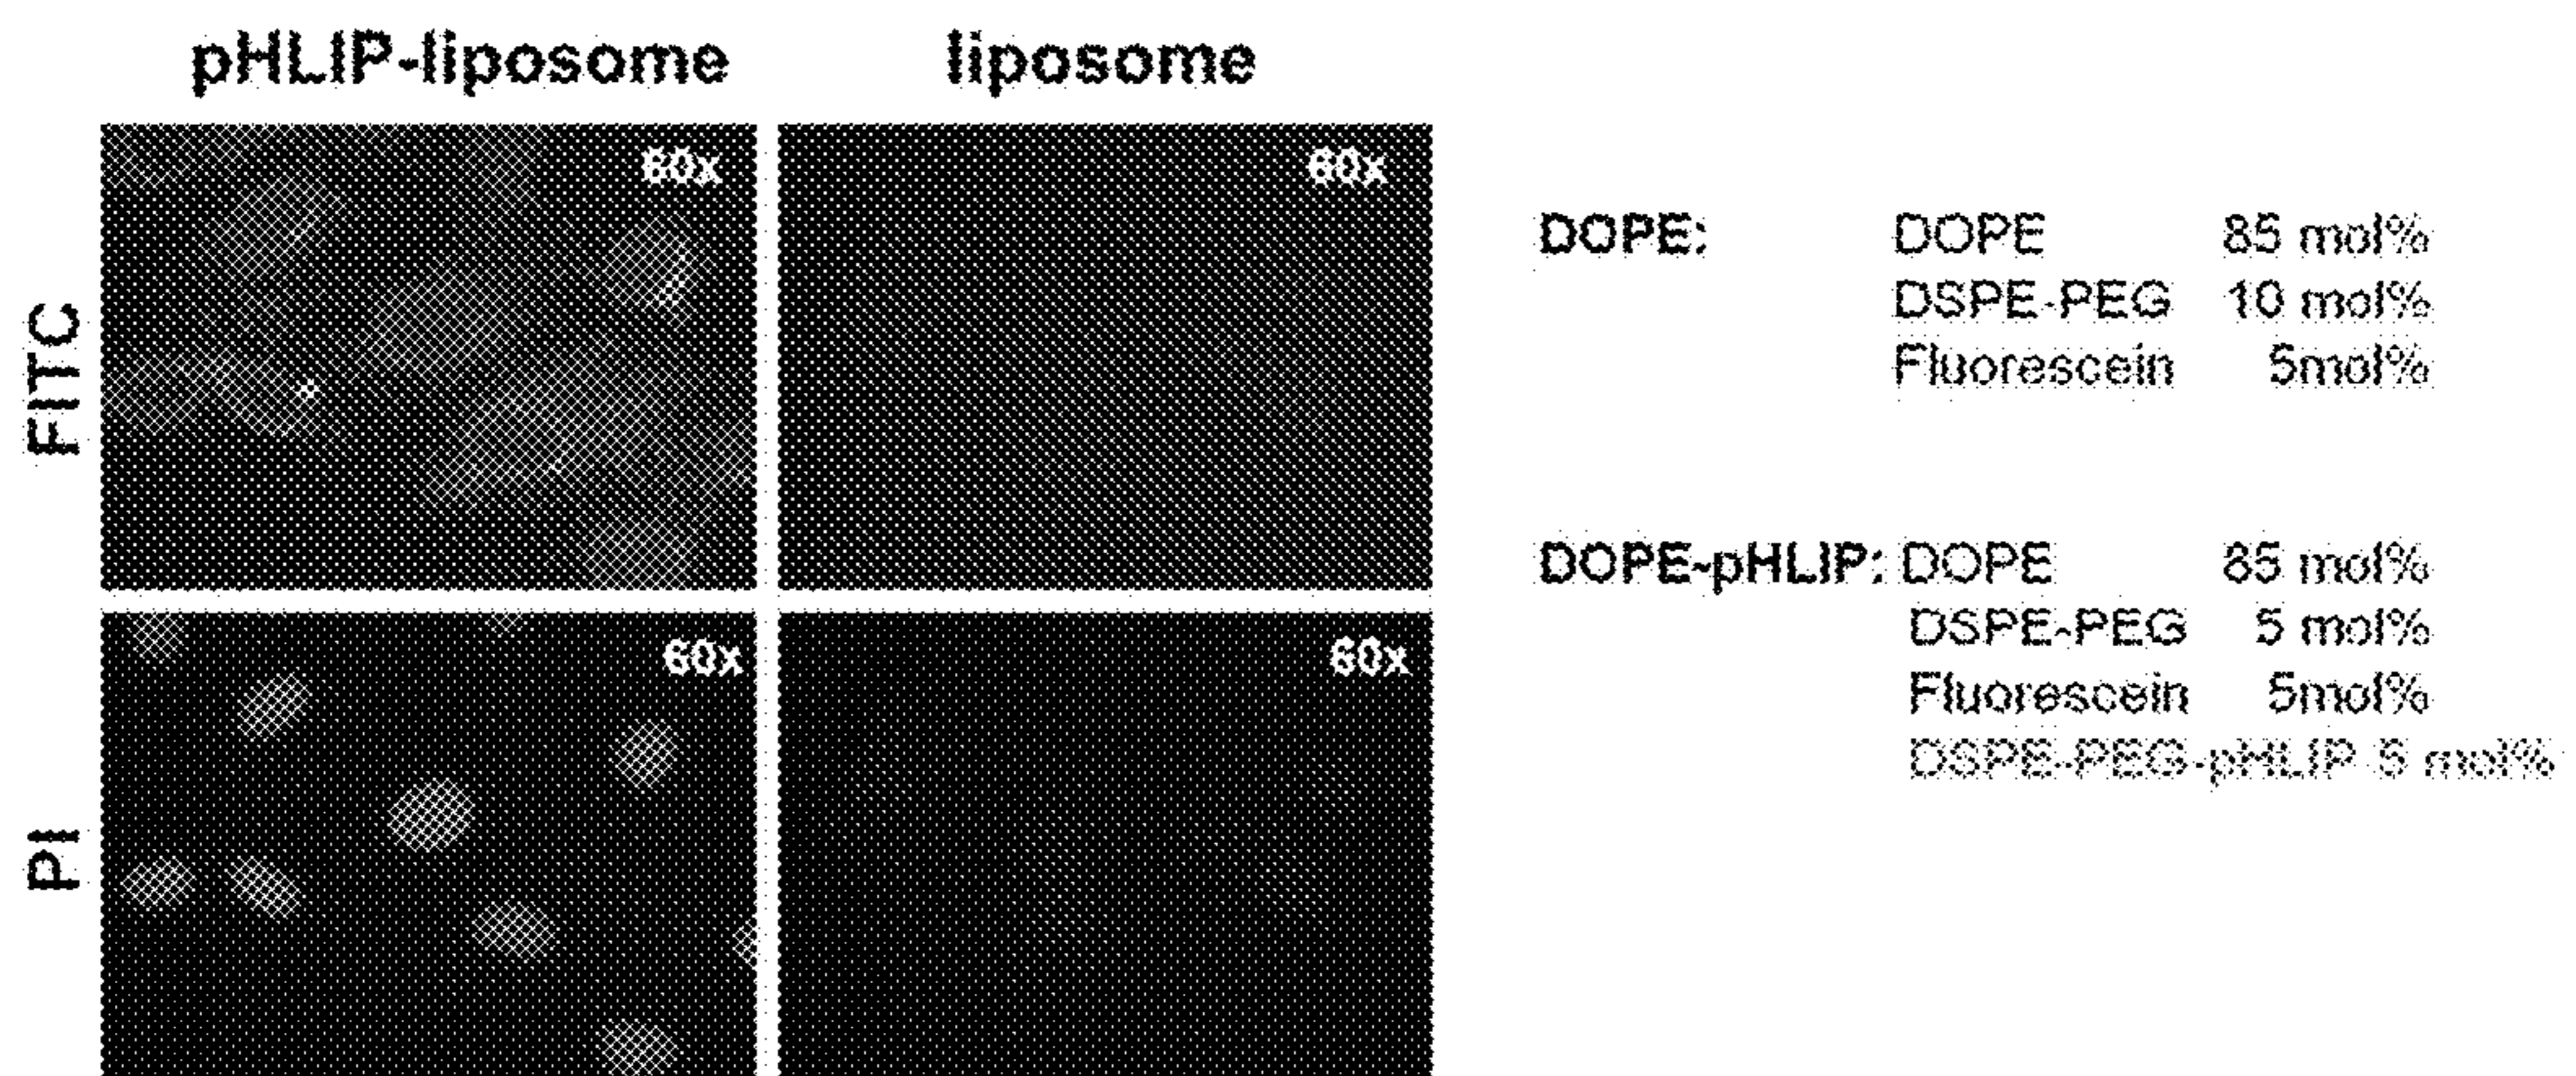 pHLIP-liposome liposome
FITC
60x 60x
PI
60x 60x
DOPE: DOPE 85 mol%
DSPE-PEG 10 mol%
Fluorescein 5mol%
DOPE-pHLIP: DOPE 85 mol%
DSPE-PEG 5 mol%
Fluorescein 5mol%
DSPE-PEG-pHLIP 5 mol%